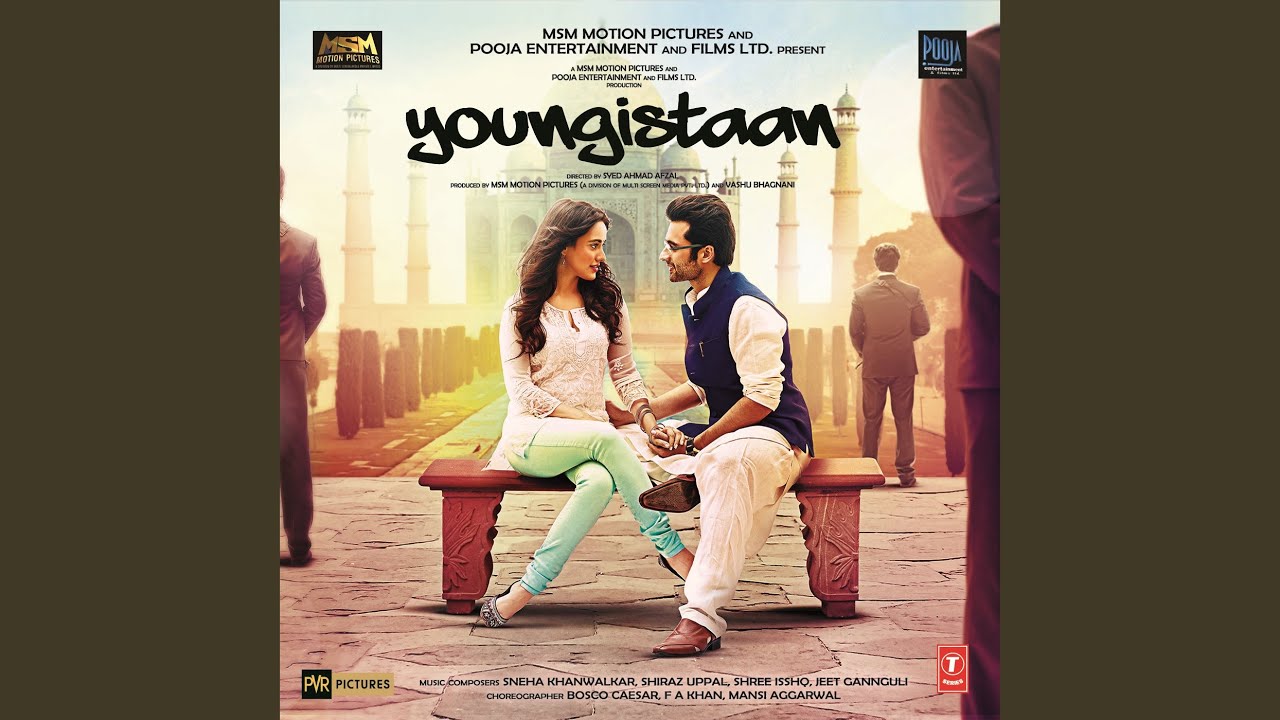 MSM MOTION PICTURES AND
POOJA ENTERTAINMENT AND FILMS LTD. PRESENT
MSM
MOTION PICTURES
POOJA
entertainment
& films ltd
A MSM MOTION PICTURES AND
POOJA ENTERTAINMENT AND FILMS LTD.
PRODUCTION
youngistaan
DIRECTED BY SYED AHMAD AFZAL
PRODUCED BY MSM MOTION PICTURES (A DIVISION OF MULTI SCREEN MEDIA PVT. LTD.) AND VASHU BHAGNANI
T
SERIES
PVR PICTURES
MUSIC COMPOSERS SNEHA KHANWALKAR, SHIRAZ UPPAL, SHREE ISSHQ, JEET GANNGULI
CHOREOGRAPHER BOSCO CAESAR, F A KHAN, MANSI AGGARWAL